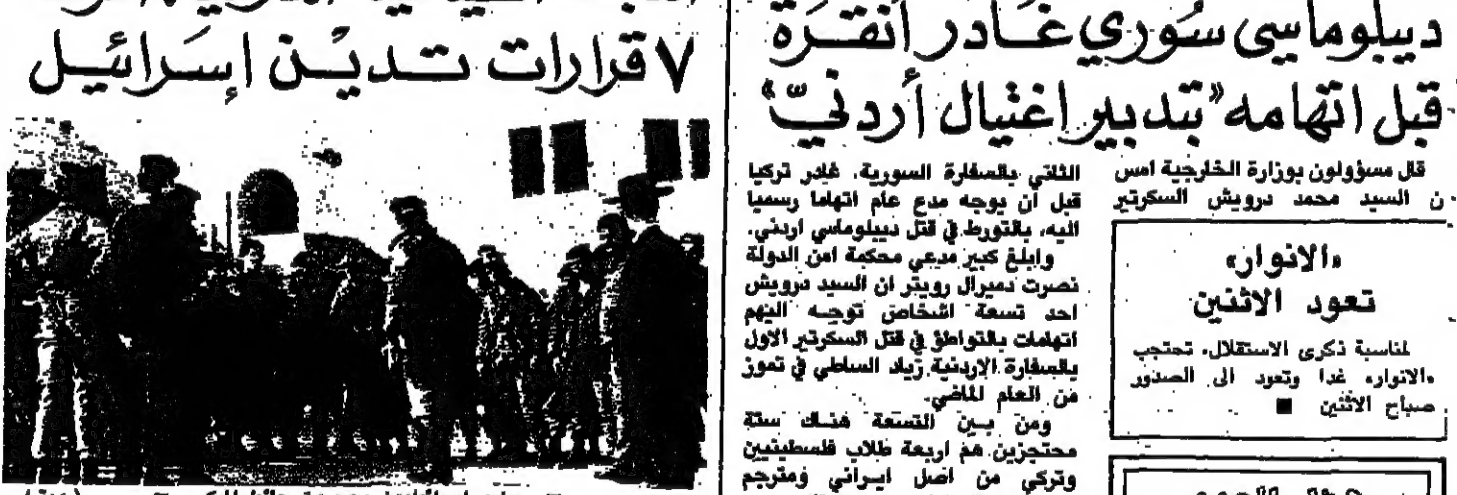 ديبلوماسي سوري غادر أنقرة
قبل اتهامه "بتدبير اغتيال أردنيّ"
قال مسؤولون بوزارة الخارجية امس
ن السيد محمد درويش السكرتير
الثاني بالسفارة السورية، غادر تركيا
قبل ان يوجه مدع عام اتهاما رسميا
اليه، بالتورط في قتل ديبلوماسي اردني.
وابلغ كبير مدعي محكمة امن الدولة
نصرت دميرال رويتر ان السيد درويش
احد تسعة اشخاص توجه اليهم
اتهامات بالتواطؤ في قتل السكرتير الاول
بالسفارة الاردنية زياد الساطي في تموز
من العام الماضي.
ومن بين التسعة هناك ستة
محتجزين هم اربعة طلاب فلسطينيين
وتركي من اصل ايراني ومترجم
«الانوار»
تعود الاثنين
لمناسبة ذكرى الاستقلال، تحتجب
«الانوار» غدا وتعود الى الصدور
صباح الاثنين ■
٧ قرارات تدين إسرائيل